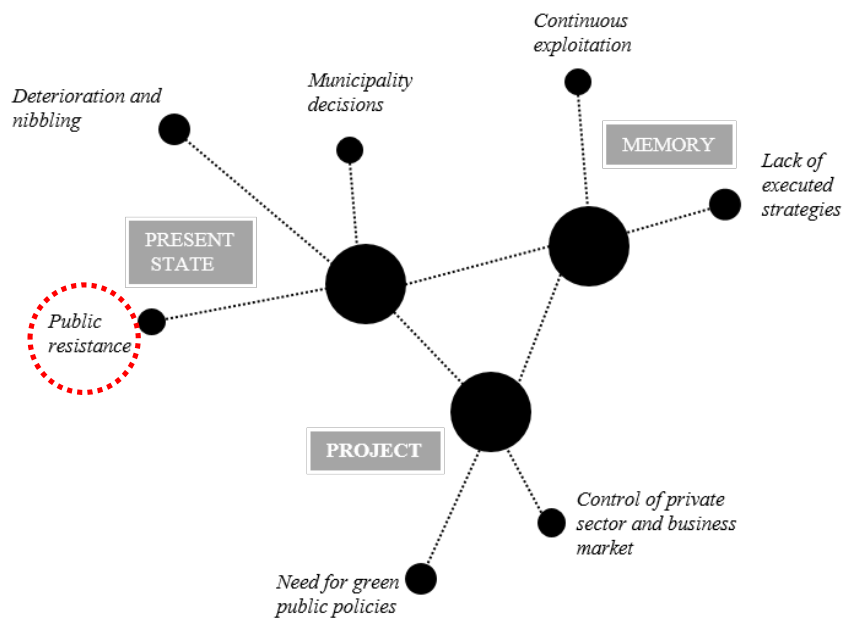 Continuous
exploitation
Municipality
decisions
Deterioration and
nibbling
MEMORY
Lack of
executed
strategies
PRESENT
STATE
Public
resistance
PROJECT
Control of private
sector and business
market
Need for green
public policies